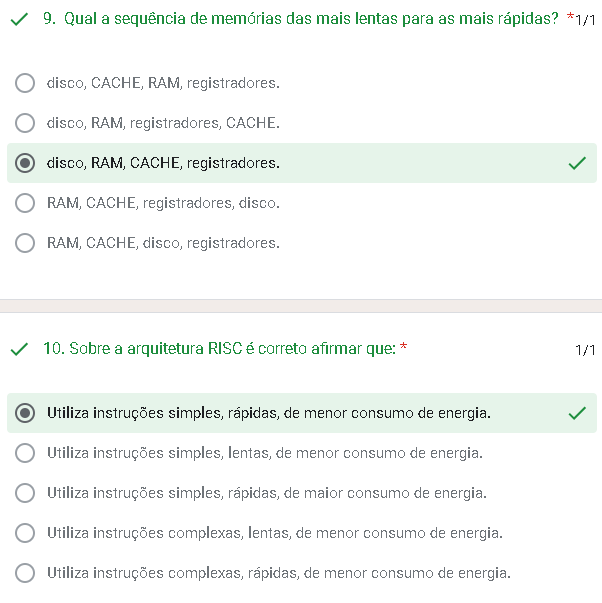 9. Qual a sequência de memórias das mais lentas para as mais rápidas? *1/1
disco, CACHE, RAM, registradores.
disco, RAM, registradores, CACHE.
disco, RAM, CACHE, registradores.
RAM, CACHE, registradores, disco.
RAM, CACHE, disco, registradores.
10. Sobre a arquitetura RISC é correto afirmar que: * 1/1
Utiliza instruções simples, rápidas, de menor consumo de energia.
Utiliza instruções simples, lentas, de menor consumo de energia.
Utiliza instruções simples, rápidas, de maior consumo de energia.
Utiliza instruções complexas, lentas, de menor consumo de energia.
Utiliza instruções complexas, rápidas, de menor consumo de energia.